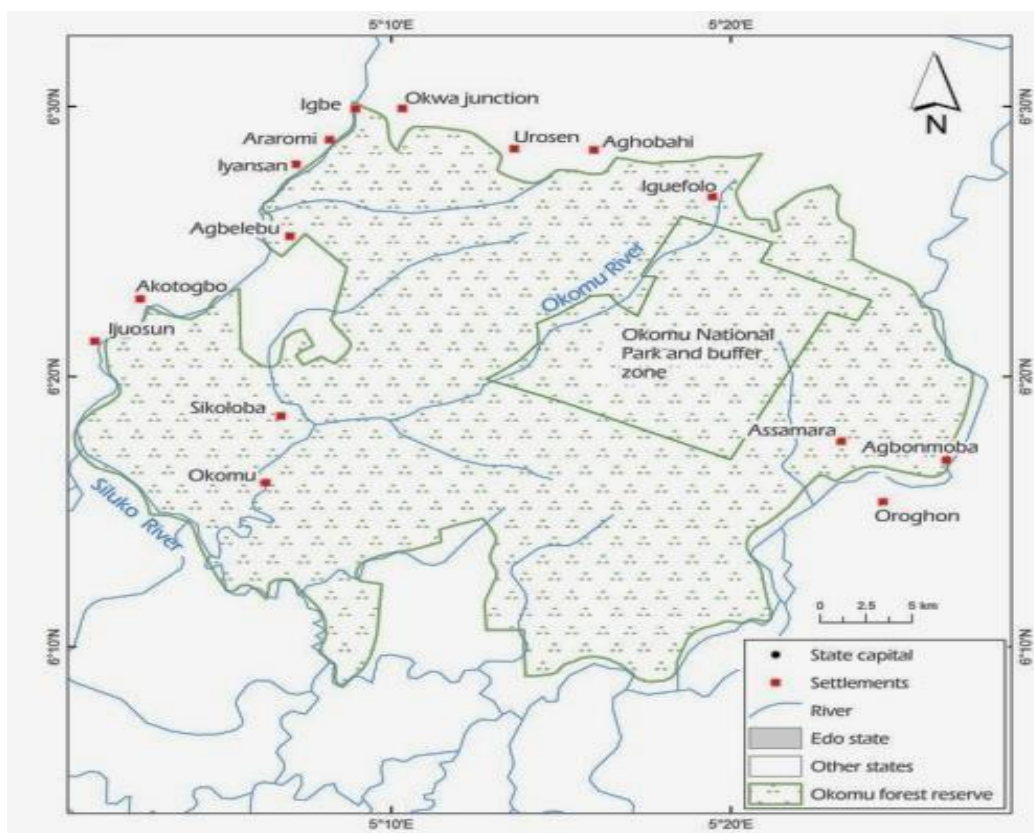 5°10'E
5°20'E
6°30'N
6°30'N
Igbe
Okwa junction
N
Araromi
Urosen
Aghobahi
Iyansan
Iguefolo
Agbelebu
Okomu River
Akotogbo
Ijuosun
Okomu National
Park and buffer
zone
6°20'N
6°20'N
Sikoloba
Assamara
Agbonmoba
Okomu
Siluko River
Oroghon
0 2.5 5 km
6°10'N
6°10'N
State capital
Settlements
River
Edo state
Other states
Okomu forest reserve
5°10'E
5°20'E